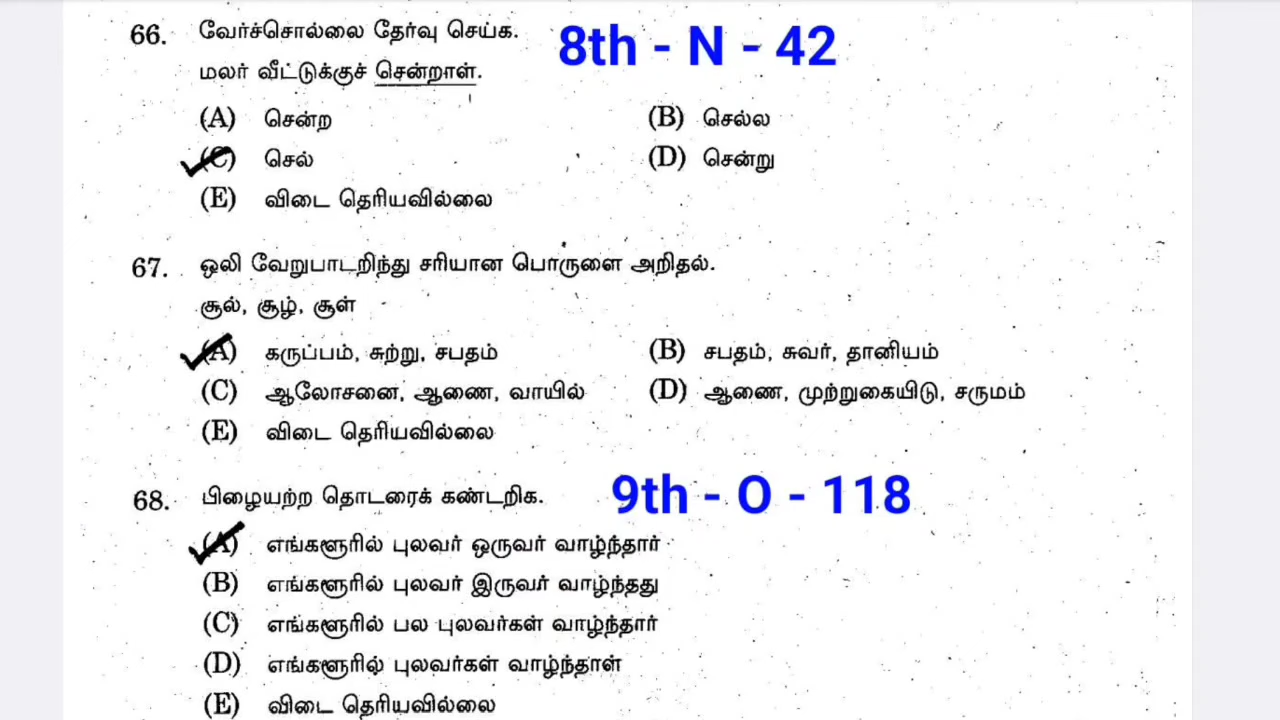 66. வேர்ச்சொல்லை தேர்வு செய்க. 8th - N - 42
மலர் வீட்டுக்குச் சென்றாள்.
(A) சென்ற (B) செல்ல
(C) செல் (D) சென்று
(E) விடை தெரியவில்லை
67. ஒலி வேறுபாடறிந்து சரியான பொருளை அறிதல்.
சூல், சூழ், சூள்
(A) கருப்பம், சுற்று, சபதம் (B) சபதம், சுவர், தானியம்
(C) ஆலோசனை, ஆணை, வாயில் (D) ஆணை, முற்றுகையிடு, சருமம்
(E) விடை தெரியவில்லை
68. பிழையற்ற தொடரைக் கண்டறிக. 9th - O - 118
(A) எங்களூரில் புலவர் ஒருவர் வாழ்ந்தார்
(B) எங்களூரில் புலவர் இருவர் வாழ்ந்தது
(C) எங்களூரில் பல புலவர்கள் வாழ்ந்தார்
(D) எங்களூரில் புலவர்கள் வாழ்ந்தாள்
(E) விடை தெரியவில்லை